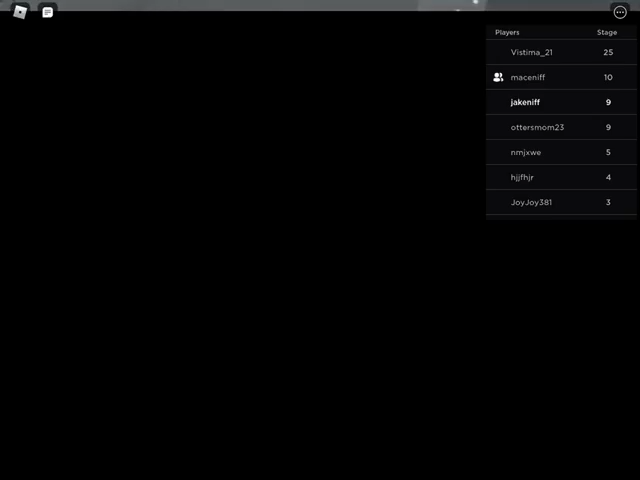 Players Stage
Vistima_21 25
maceniff 10
jakeniff 9
ottersmom23 9
nmjxwe 5
hjjfhjr 4
JoyJoy381 3